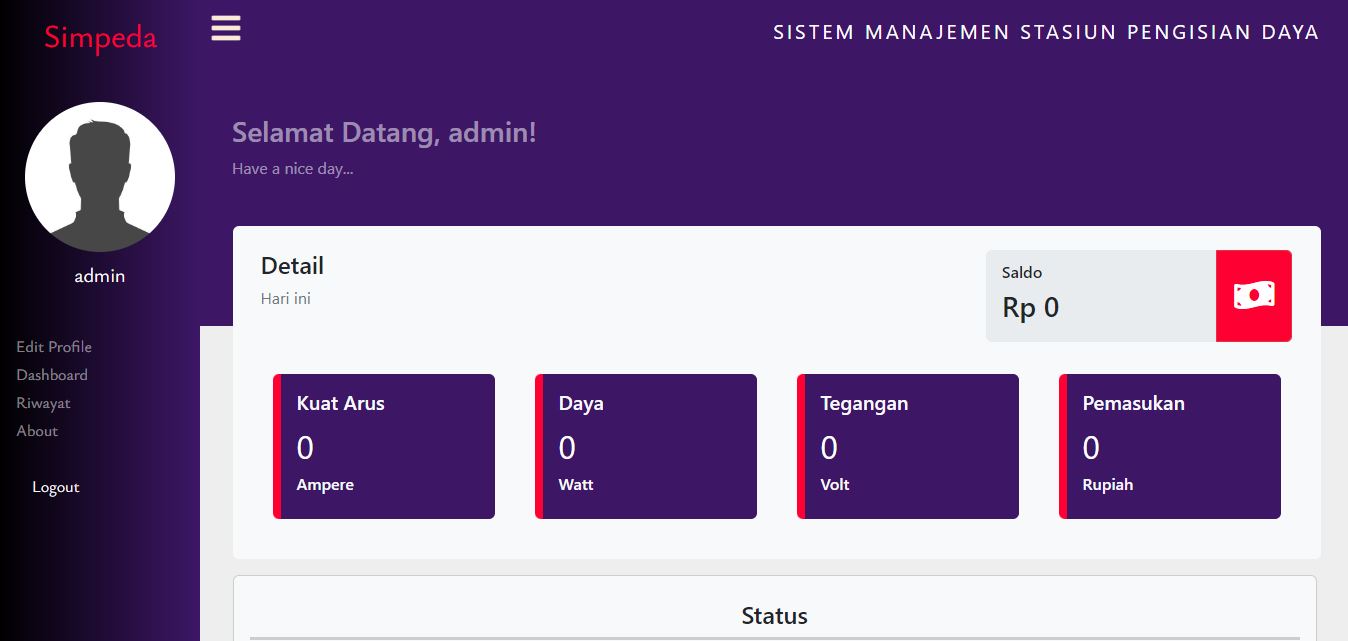 Simpeda
SISTEM MANAJEMEN STASIUN PENGISIAN DAYA
admin
Edit Profile
Dashboard
Riwayat
About
Logout
Selamat Datang, admin!
Have a nice day...
Detail
Hari ini
Saldo
Rp 0
Kuat Arus
0
Ampere
Daya
0
Watt
Tegangan
0
Volt
Pemasukan
0
Rupiah
Status